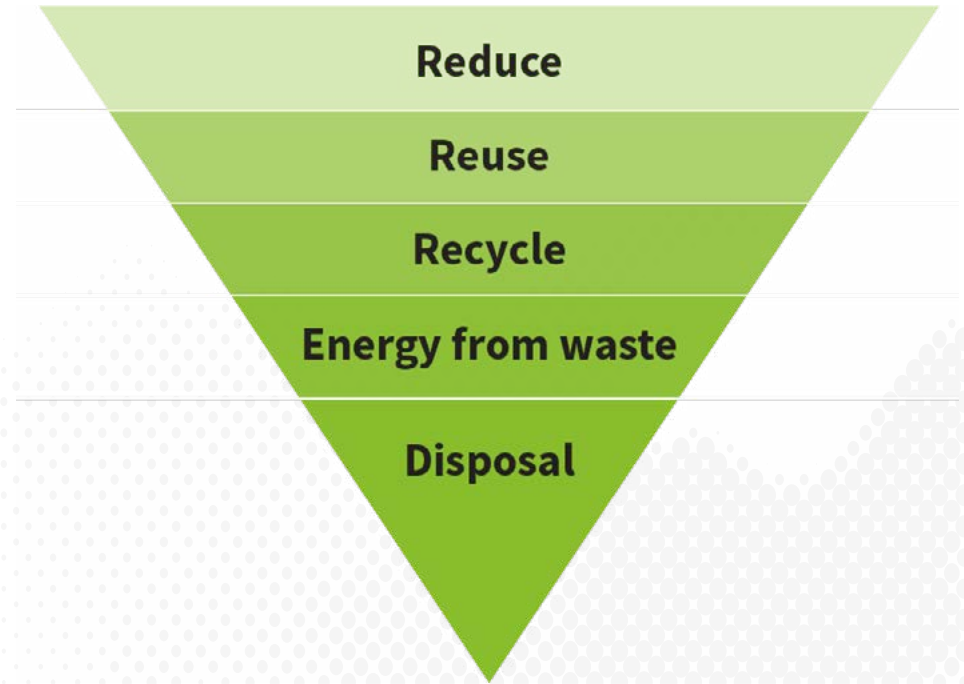 Reduce
Reuse
Recycle
Energy from waste
Disposal